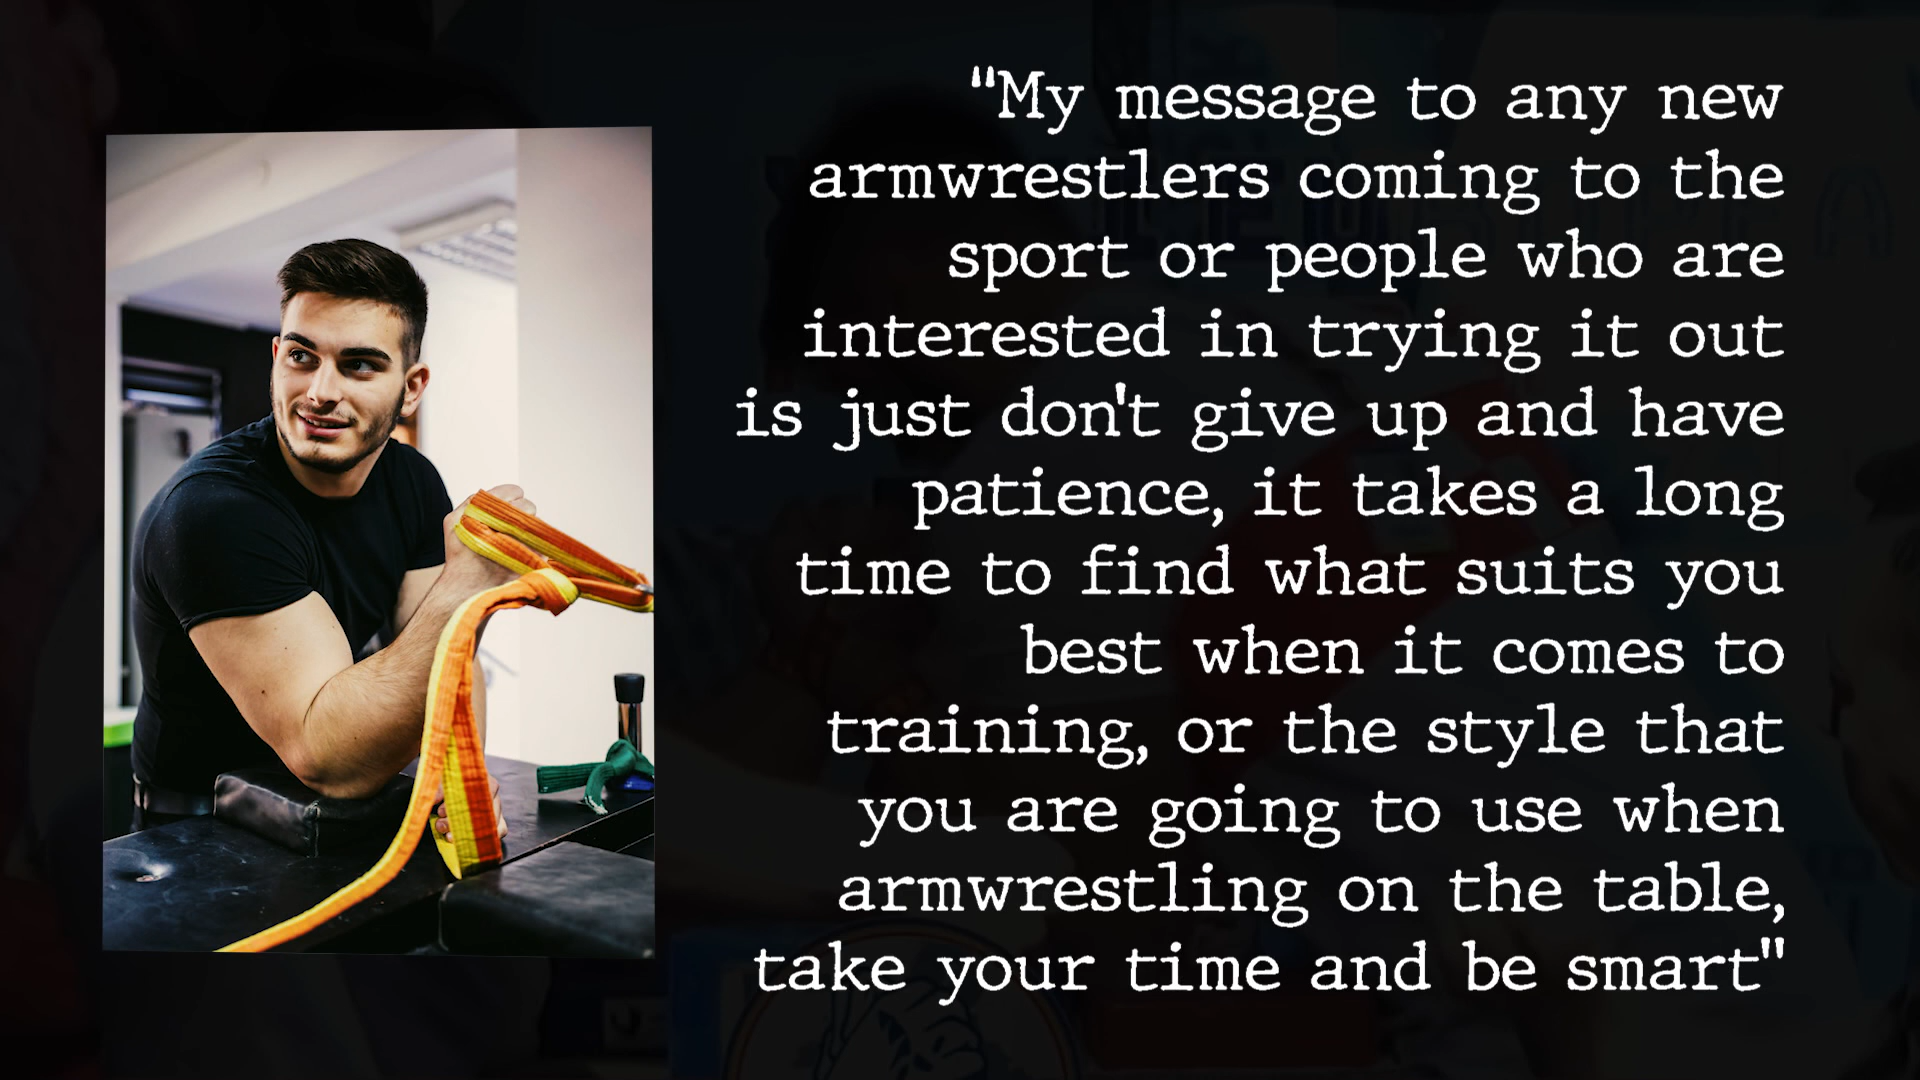 "My message to any new
armwrestlers coming to the
sport or people who are
interested in trying it out
is just don't give up and have
patience, it takes a long
time to find what suits you
best when it comes to
training, or the style that
you are going to use when
armwrestling on the table,
take your time and be smart"